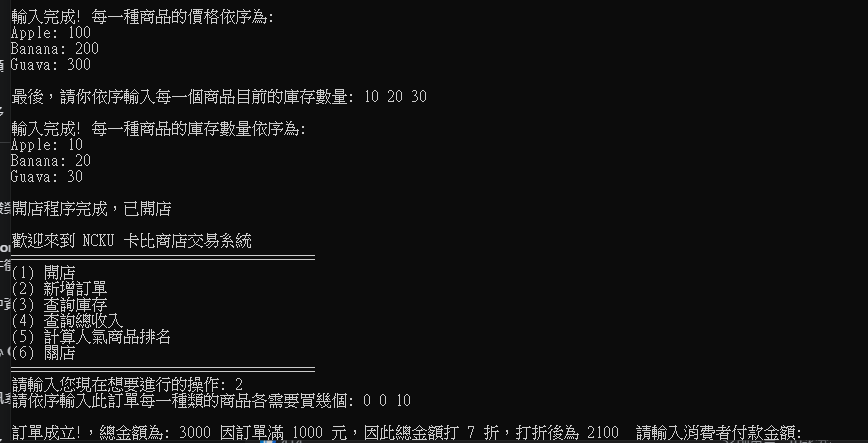 輸入完成! 每一種商品的價格依序為:
Apple: 100
Banana: 200
Guava: 300
最後，請你依序輸入每一個商品目前的庫存數量: 10 20 30
輸入完成! 每一種商品的庫存數量依序為:
Apple: 10
Banana: 20
Guava: 30
開店程序完成，已開店
歡迎來到 NCKU 卡比商店交易系統
(1) 開店
(2) 新增訂單
(3) 查詢庫存
(4) 查詢總收入
(5) 計算人氣商品排名
(6) 關店
請輸入您現在想要進行的操作: 2
請依序輸入此訂單每一種類的商品各需要買幾個: 0 0 10
訂單成立!，總金額為: 3000 因訂單滿 1000 元，因此總金額打 7 折，打折後為 2100  請輸入消費者付款金額: